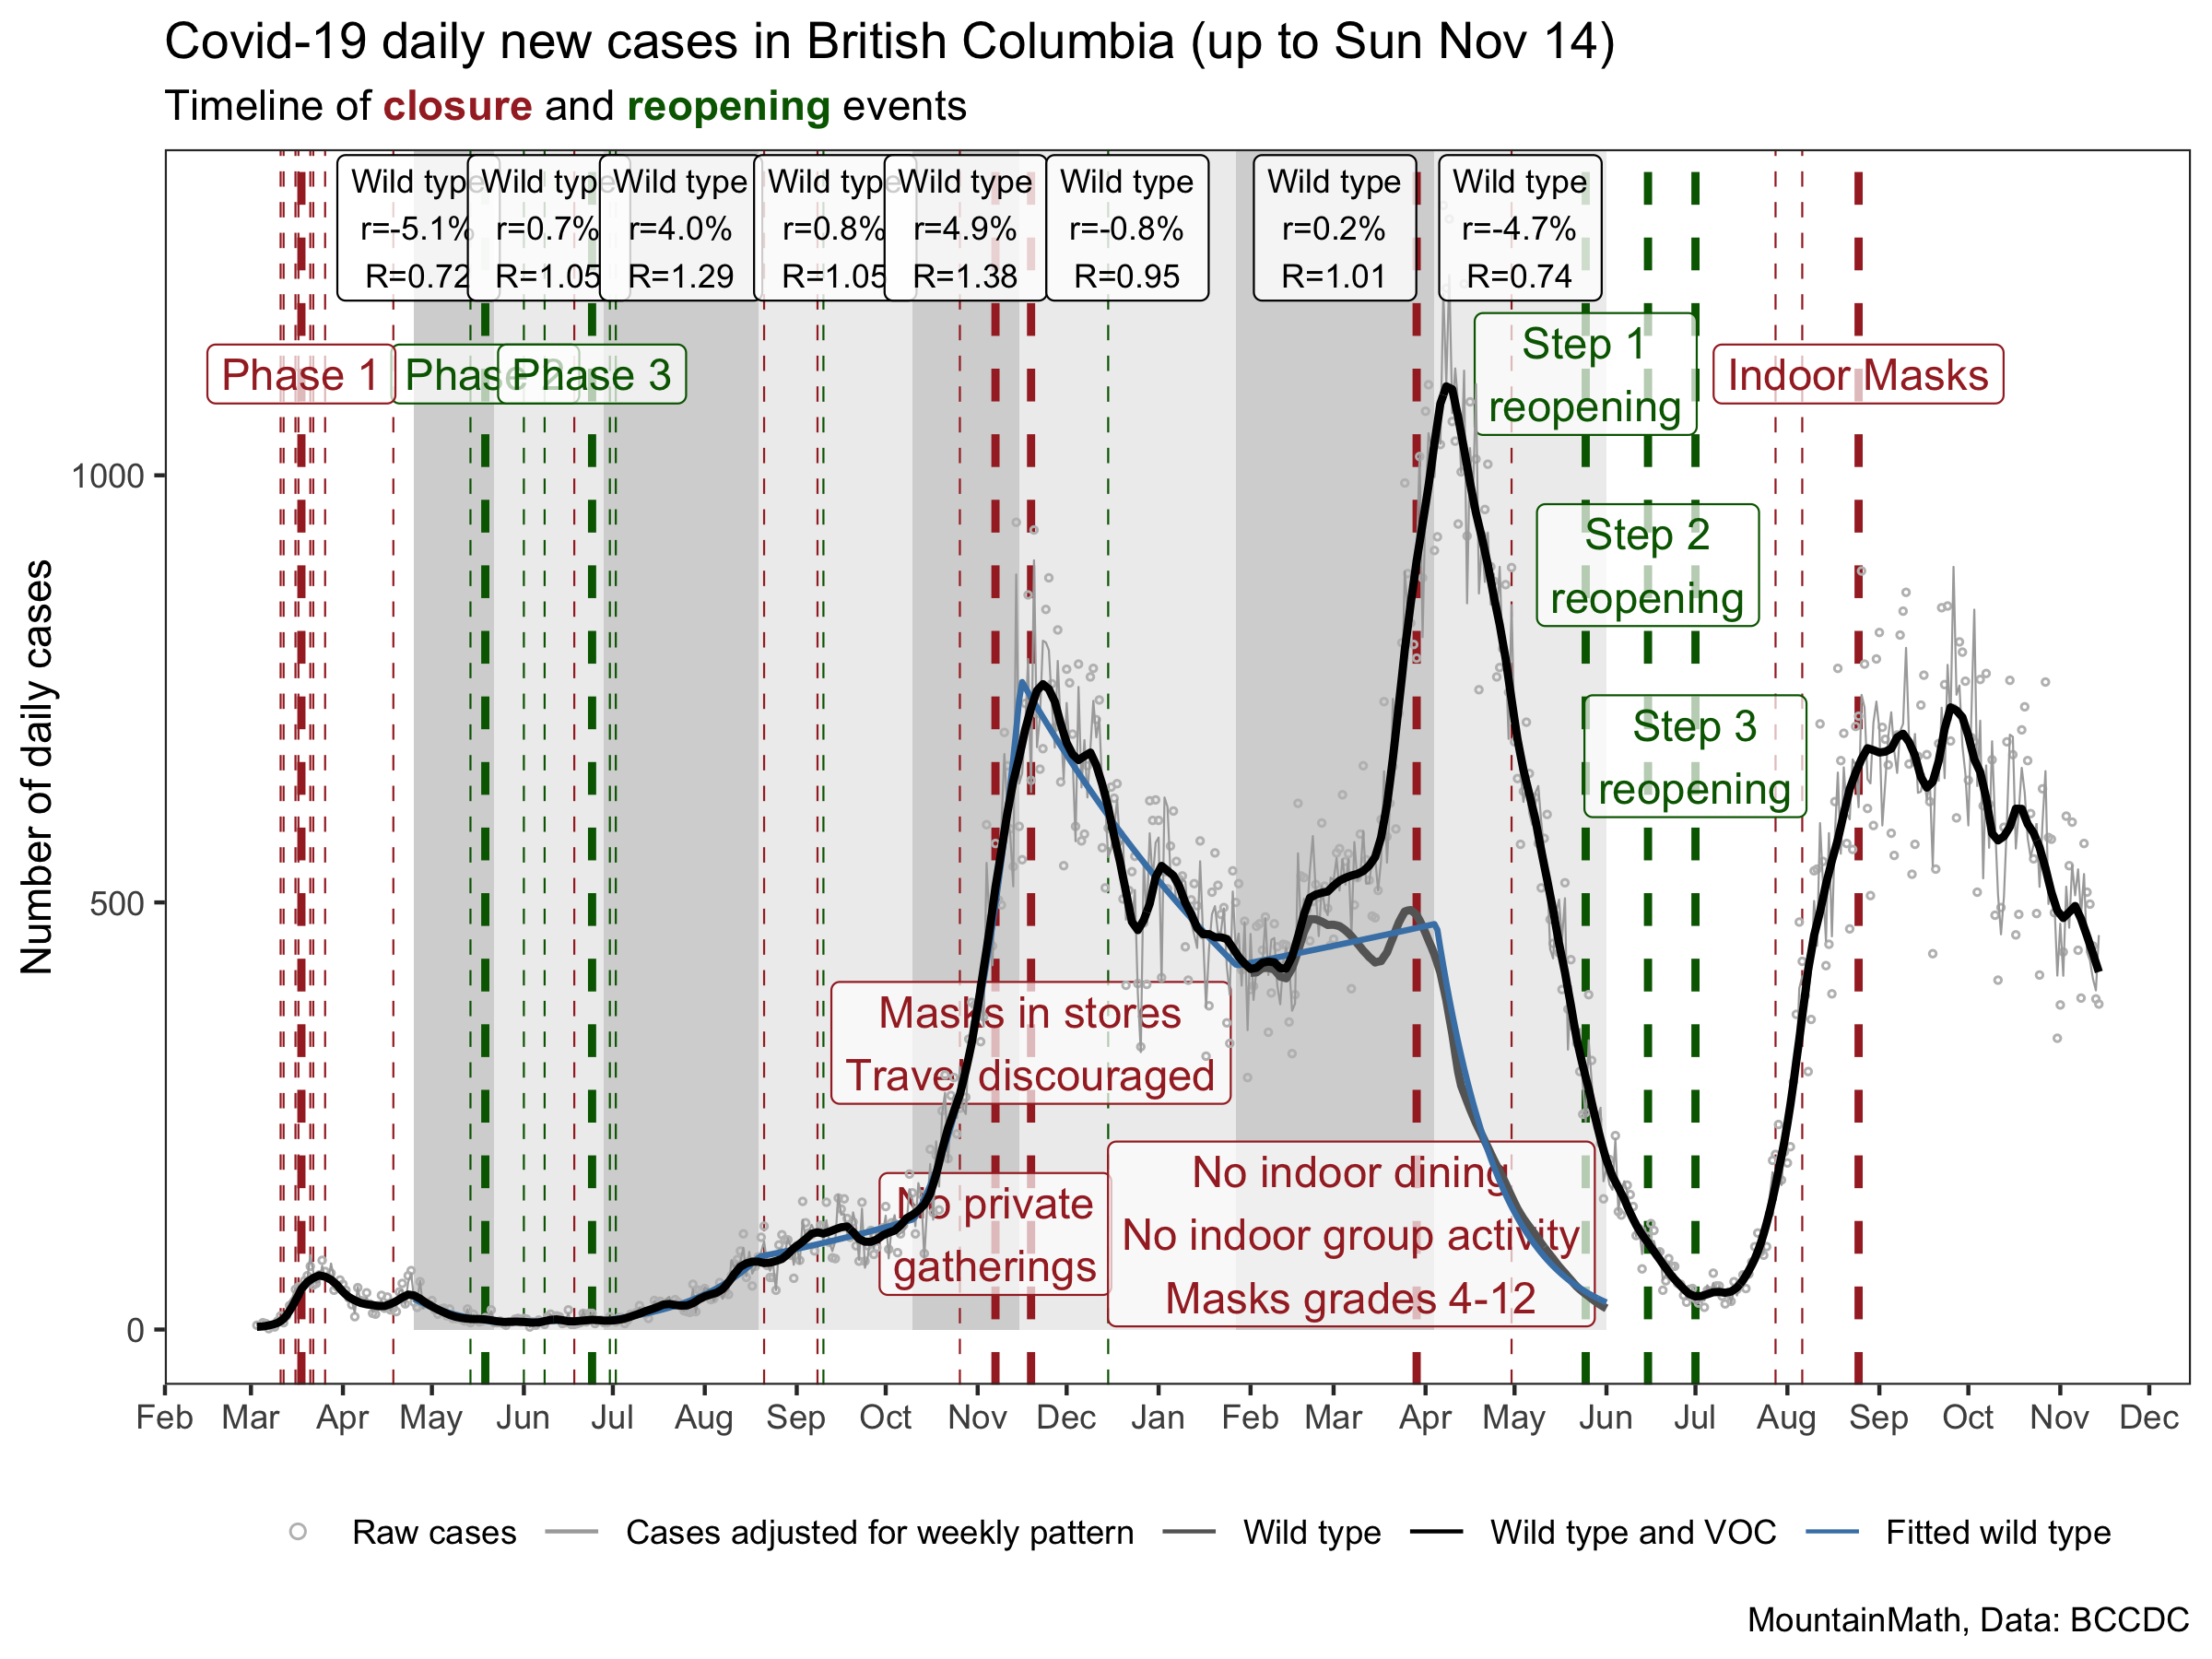 Covid-19 daily new cases in British Columbia (up to Sun Nov 14)
Timeline of closure and reopening events
Wild type
r=-5.1%
R=0.72
Wild type
r=0.7%
R=1.05
Wild type
r=4.0%
R=1.29
Wild type
r=0.8%
R=1.05
Wild type
r=4.9%
R=1.38
Wild type
r=-0.8%
R=0.95
Wild type
r=0.2%
R=1.01
Wild type
r=-4.7%
R=0.74
Phase 1
Phase 2
Phase 3
Step 1
reopening
Indoor Masks
Step 2
reopening
Step 3
reopening
Masks in stores
Travel discouraged
No private
gatherings
No indoor dining
No indoor group activity
Masks grades 4-12
Number of daily cases
1000
500
0
Feb Mar Apr May Jun Jul Aug Sep Oct Nov Dec Jan Feb Mar Apr May Jun Jul Aug Sep Oct Nov Dec
Raw cases Cases adjusted for weekly pattern Wild type Wild type and VOC Fitted wild type
MountainMath, Data: BCCDC